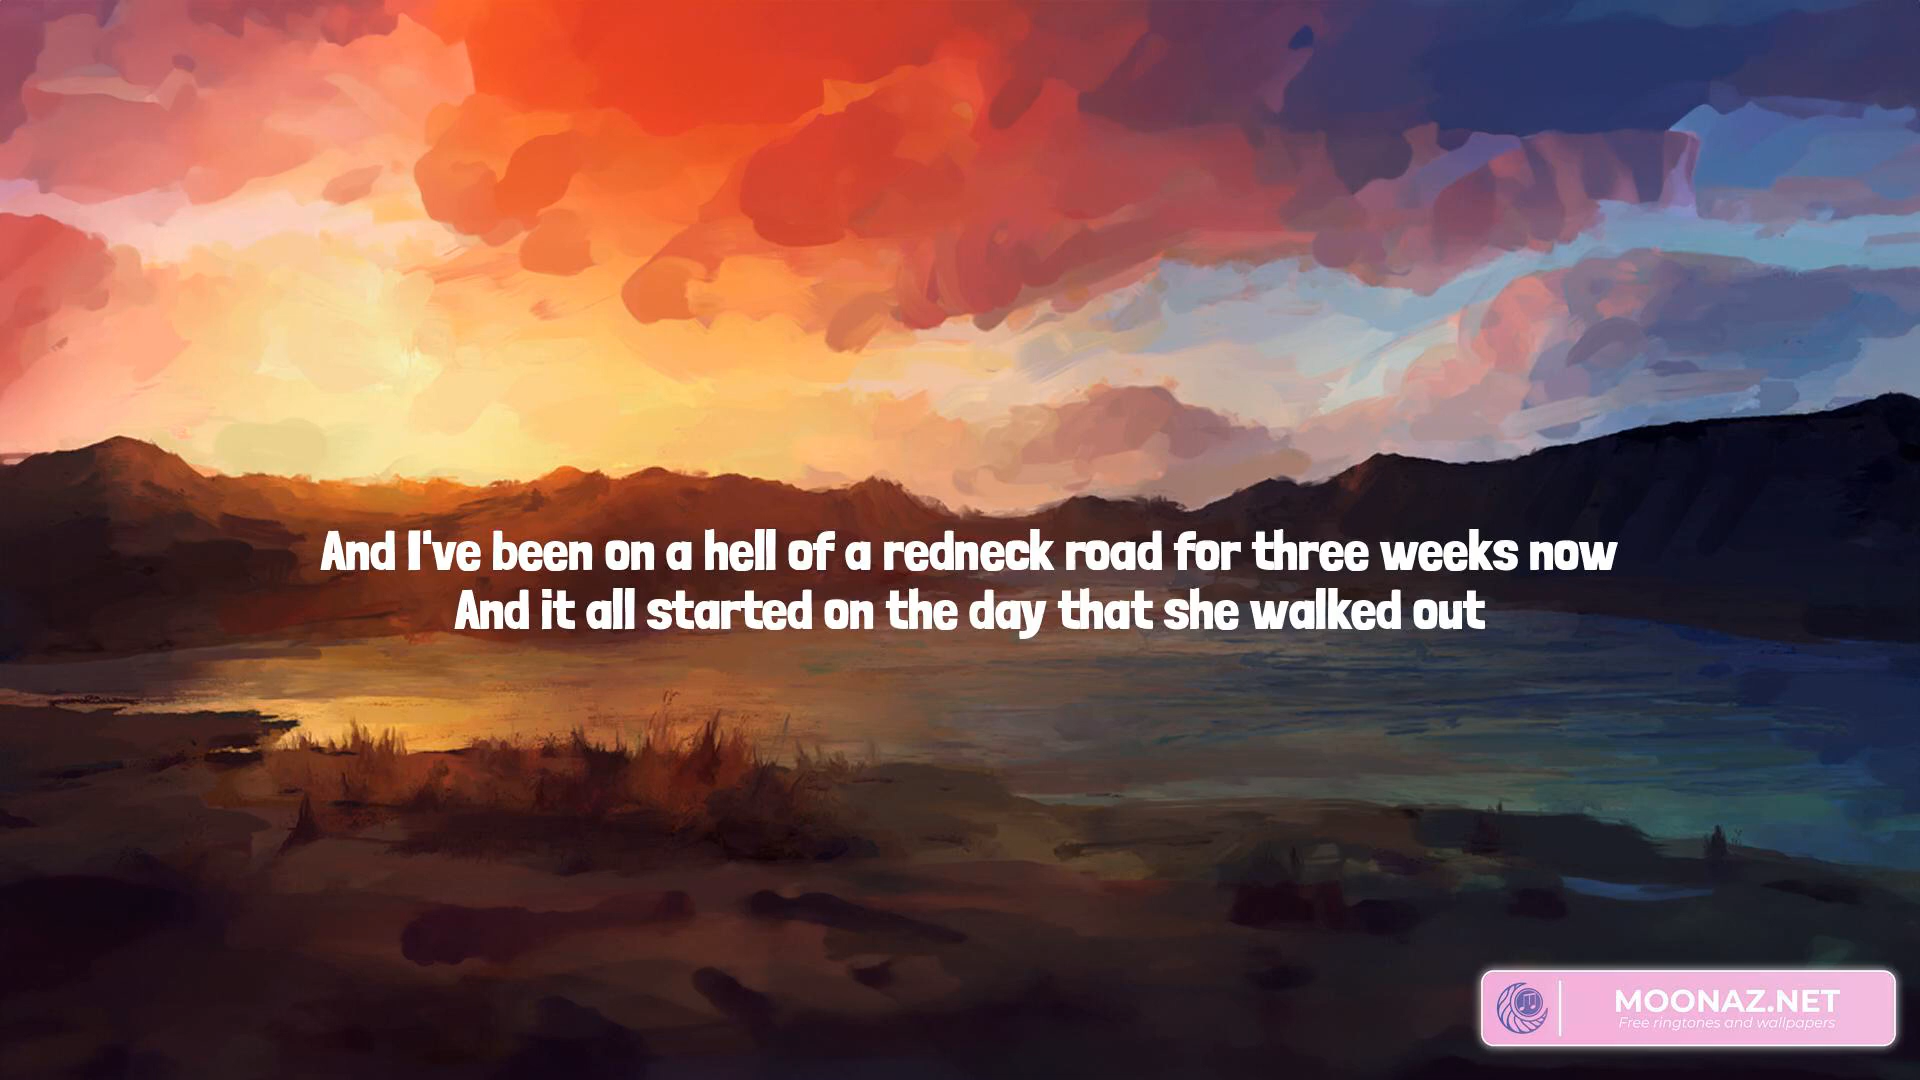 And I've been on a hell of a redneck road for three weeks now
And it all started on the day that she walked out
MOONAZ.NET
Free ringtones and wallpapers